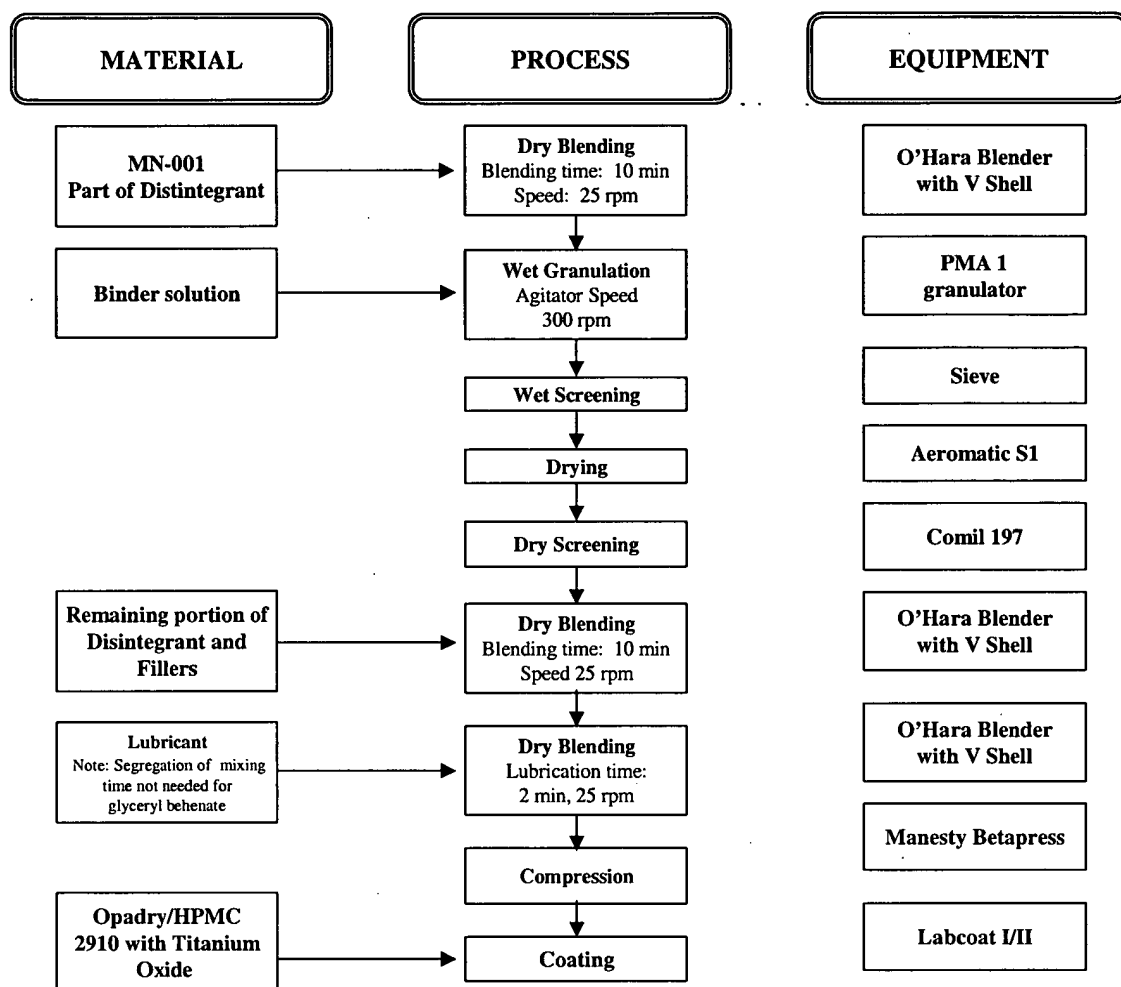 MATERIAL
PROCESS
EQUIPMENT
MN-001
Part of Distintegrant
Dry Blending
Blending time: 10 min
Speed: 25 rpm
O'Hara Blender
with V Shell
Binder solution
Wet Granulation
Agitator Speed
300 rpm
PMA 1
granulator
Wet Screening
Sieve
Drying
Aeromatic S1
Dry Screening
Comil 197
Remaining portion of
Disintegrant and
Fillers
Dry Blending
Blending time: 10 min
Speed 25 rpm
O'Hara Blender
with V Shell
Lubricant
Note: Segregation of mixing
time not needed for
glyceryl behenate
Dry Blending
Lubrication time:
2 min, 25 rpm
O'Hara Blender
with V Shell
Compression
Manesty Betapress
Opadry/HPMC
2910 with Titanium
Oxide
Coating
Labcoat I/II